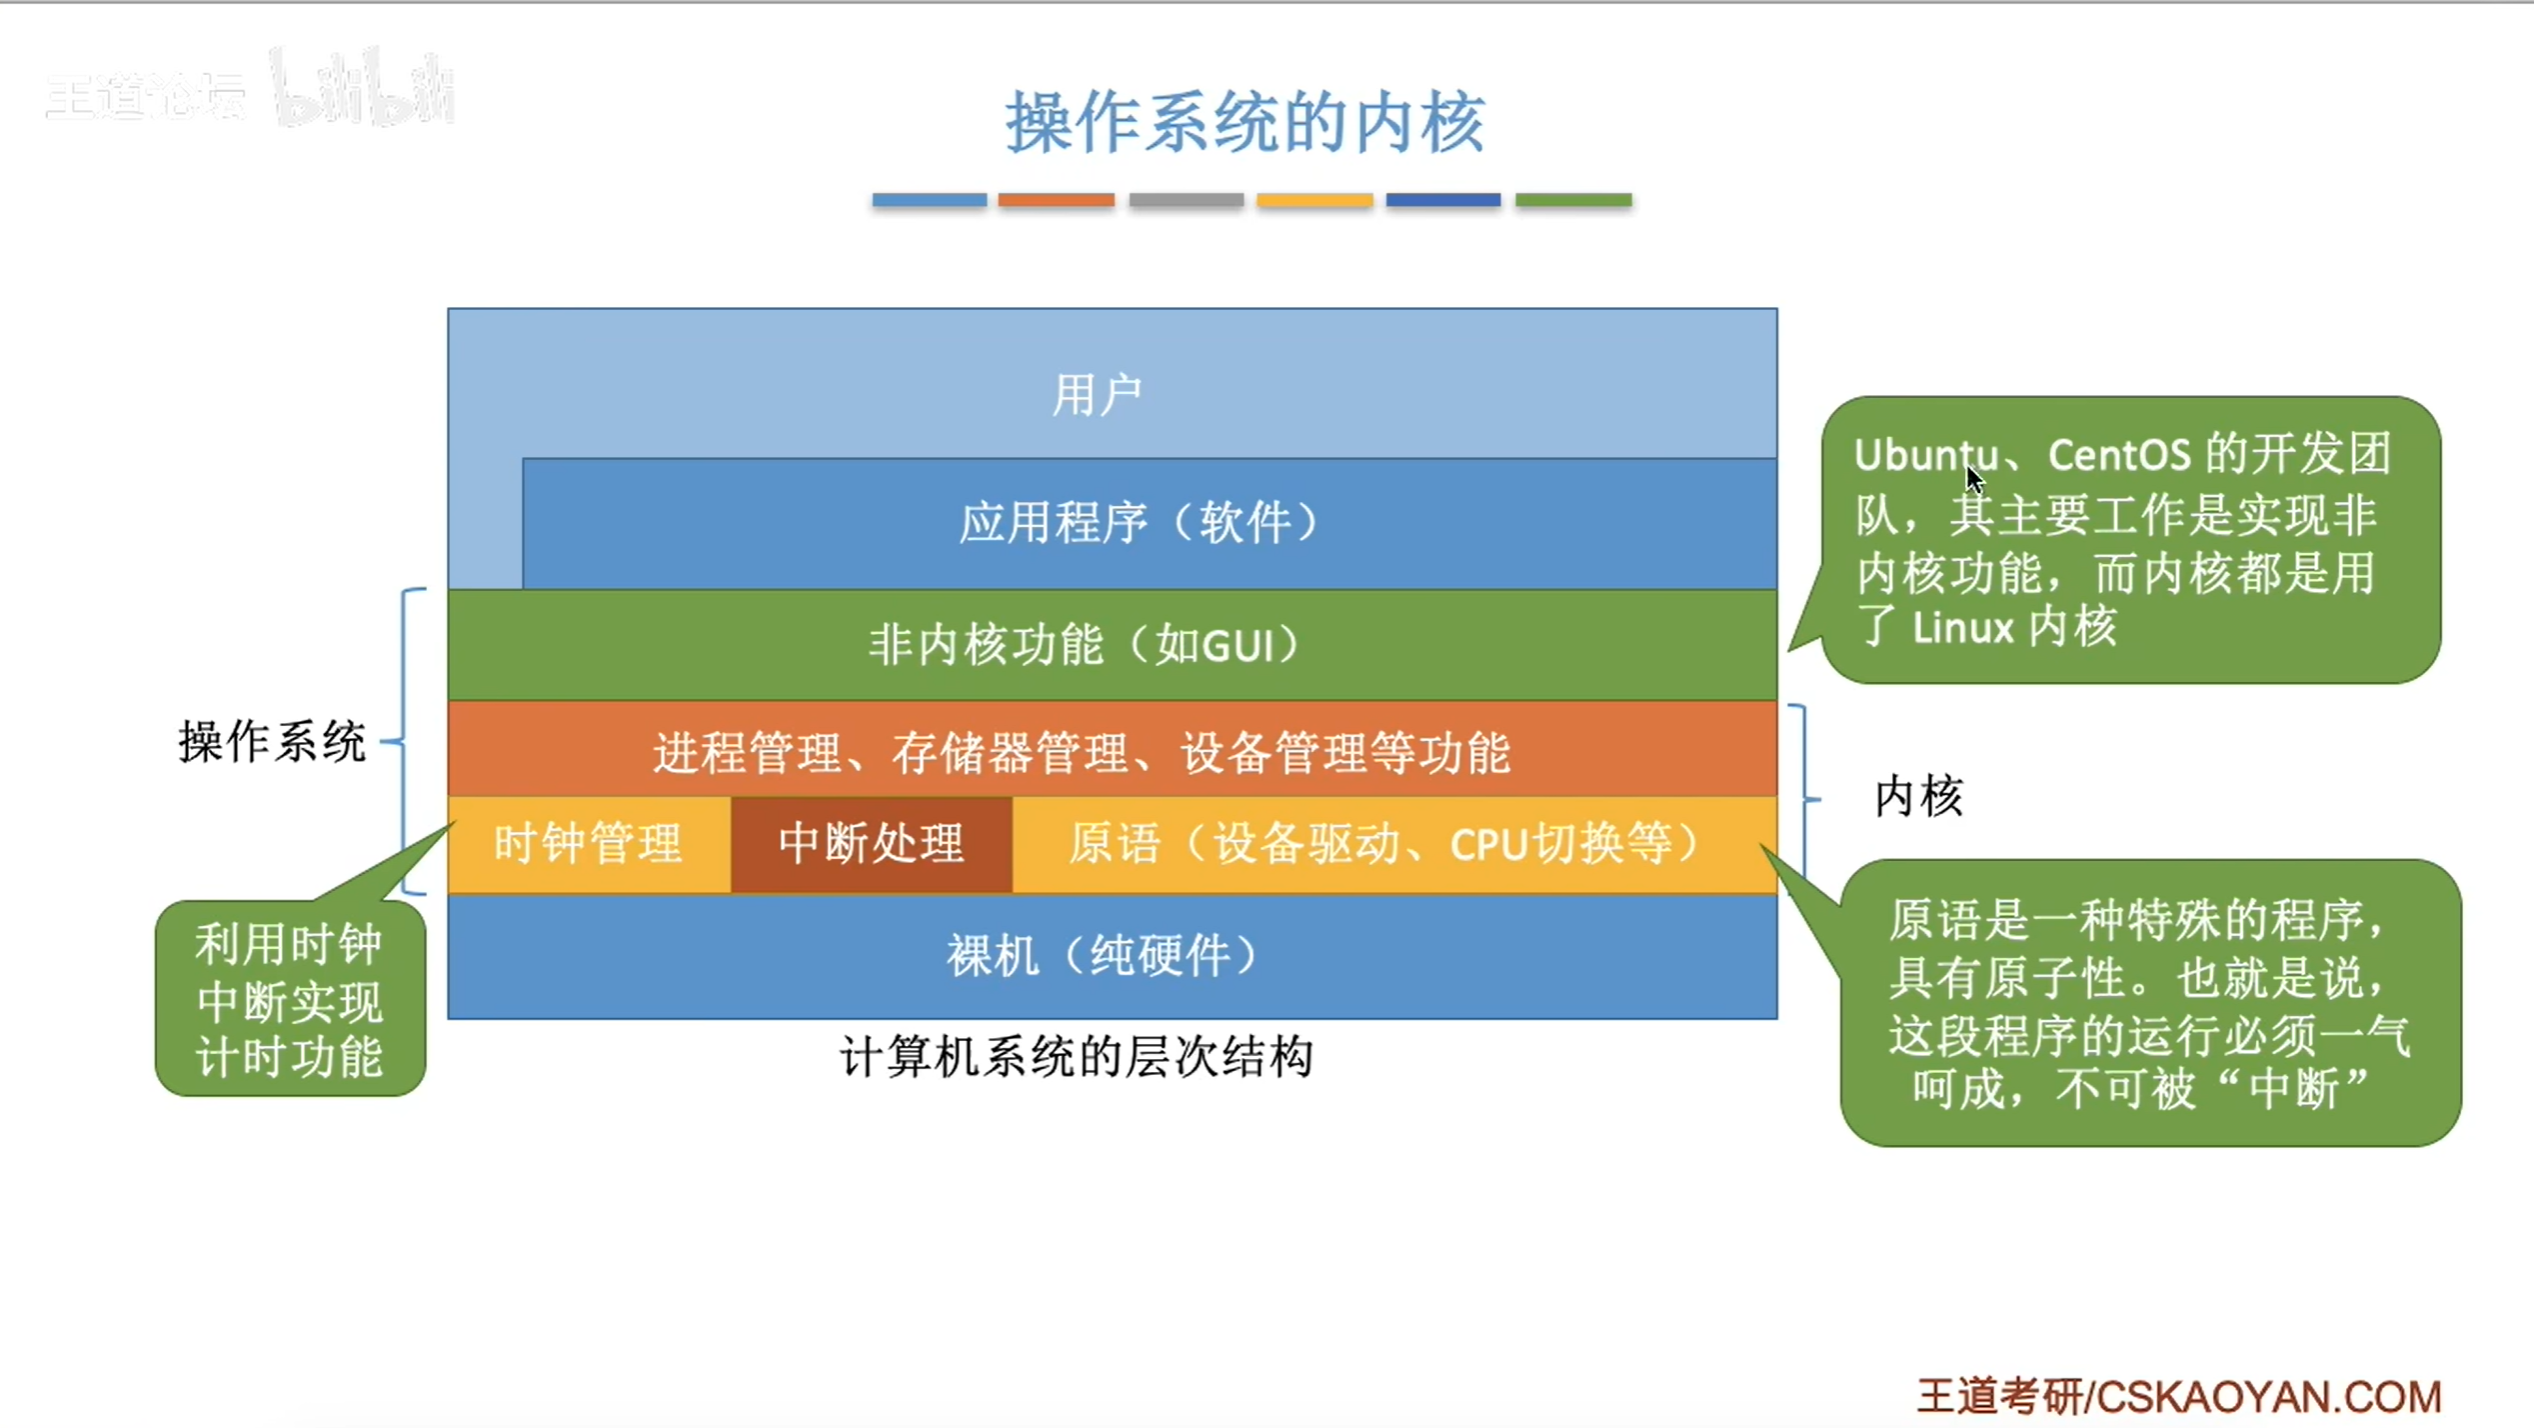 王道论坛 bilibili
操作系统的内核
用户
应用程序（软件）
Ubuntu、CentOS 的开发团
队，其主要工作是实现非
内核功能，而内核都是用
了 Linux 内核
非内核功能（如GUI）
操作系统
进程管理、存储器管理、设备管理等功能
内核
时钟管理
中断处理
原语（设备驱动、CPU切换等）
利用时钟
中断实现
计时功能
裸机（纯硬件）
原语是一种特殊的程序，
具有原子性。也就是说，
这段程序的运行必须一气
呵成，不可被“中断”
计算机系统的层次结构
王道考研/CSKAOYAN.COM